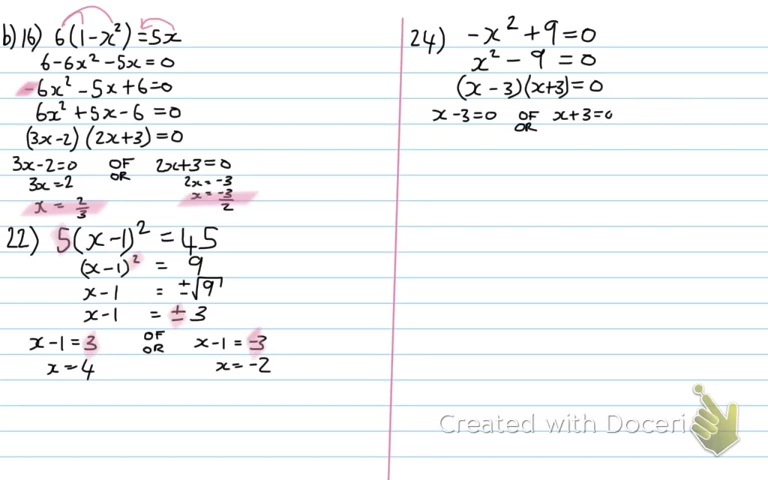 b) 16) 6(1-x²) = 5x
6-6x²-5x=0
-6x²-5x+6=0
6x²+5x-6=0
(3x-2)(2x+3)=0
3x-2=0 OF OR 2x+3=0
3x=2 2x=-3
x = 2/3 x = -3/2
22) 5(x-1)² = 45
(x-1)² = 9
x-1 = ±√9
x-1 = ±3
x-1=3 OF OR x-1=-3
x=4 x=-2
24) -x²+9=0
x²-9=0
(x-3)(x+3)=0
x-3=0 OF OR x+3=0
Created with Doceri